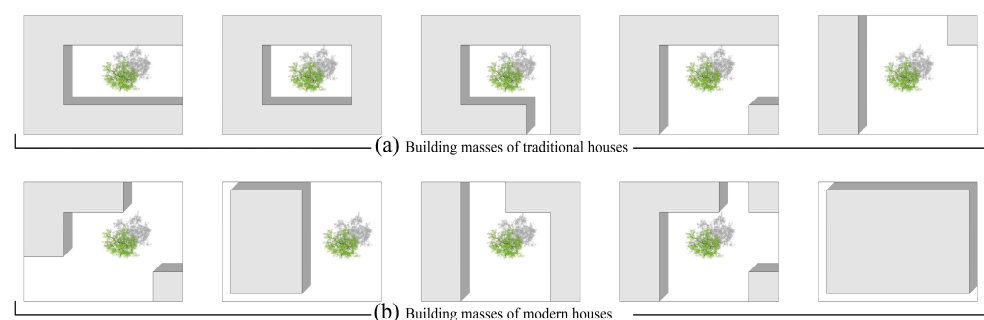 (a) Building masses of traditional houses
(b) Building masses of modern houses